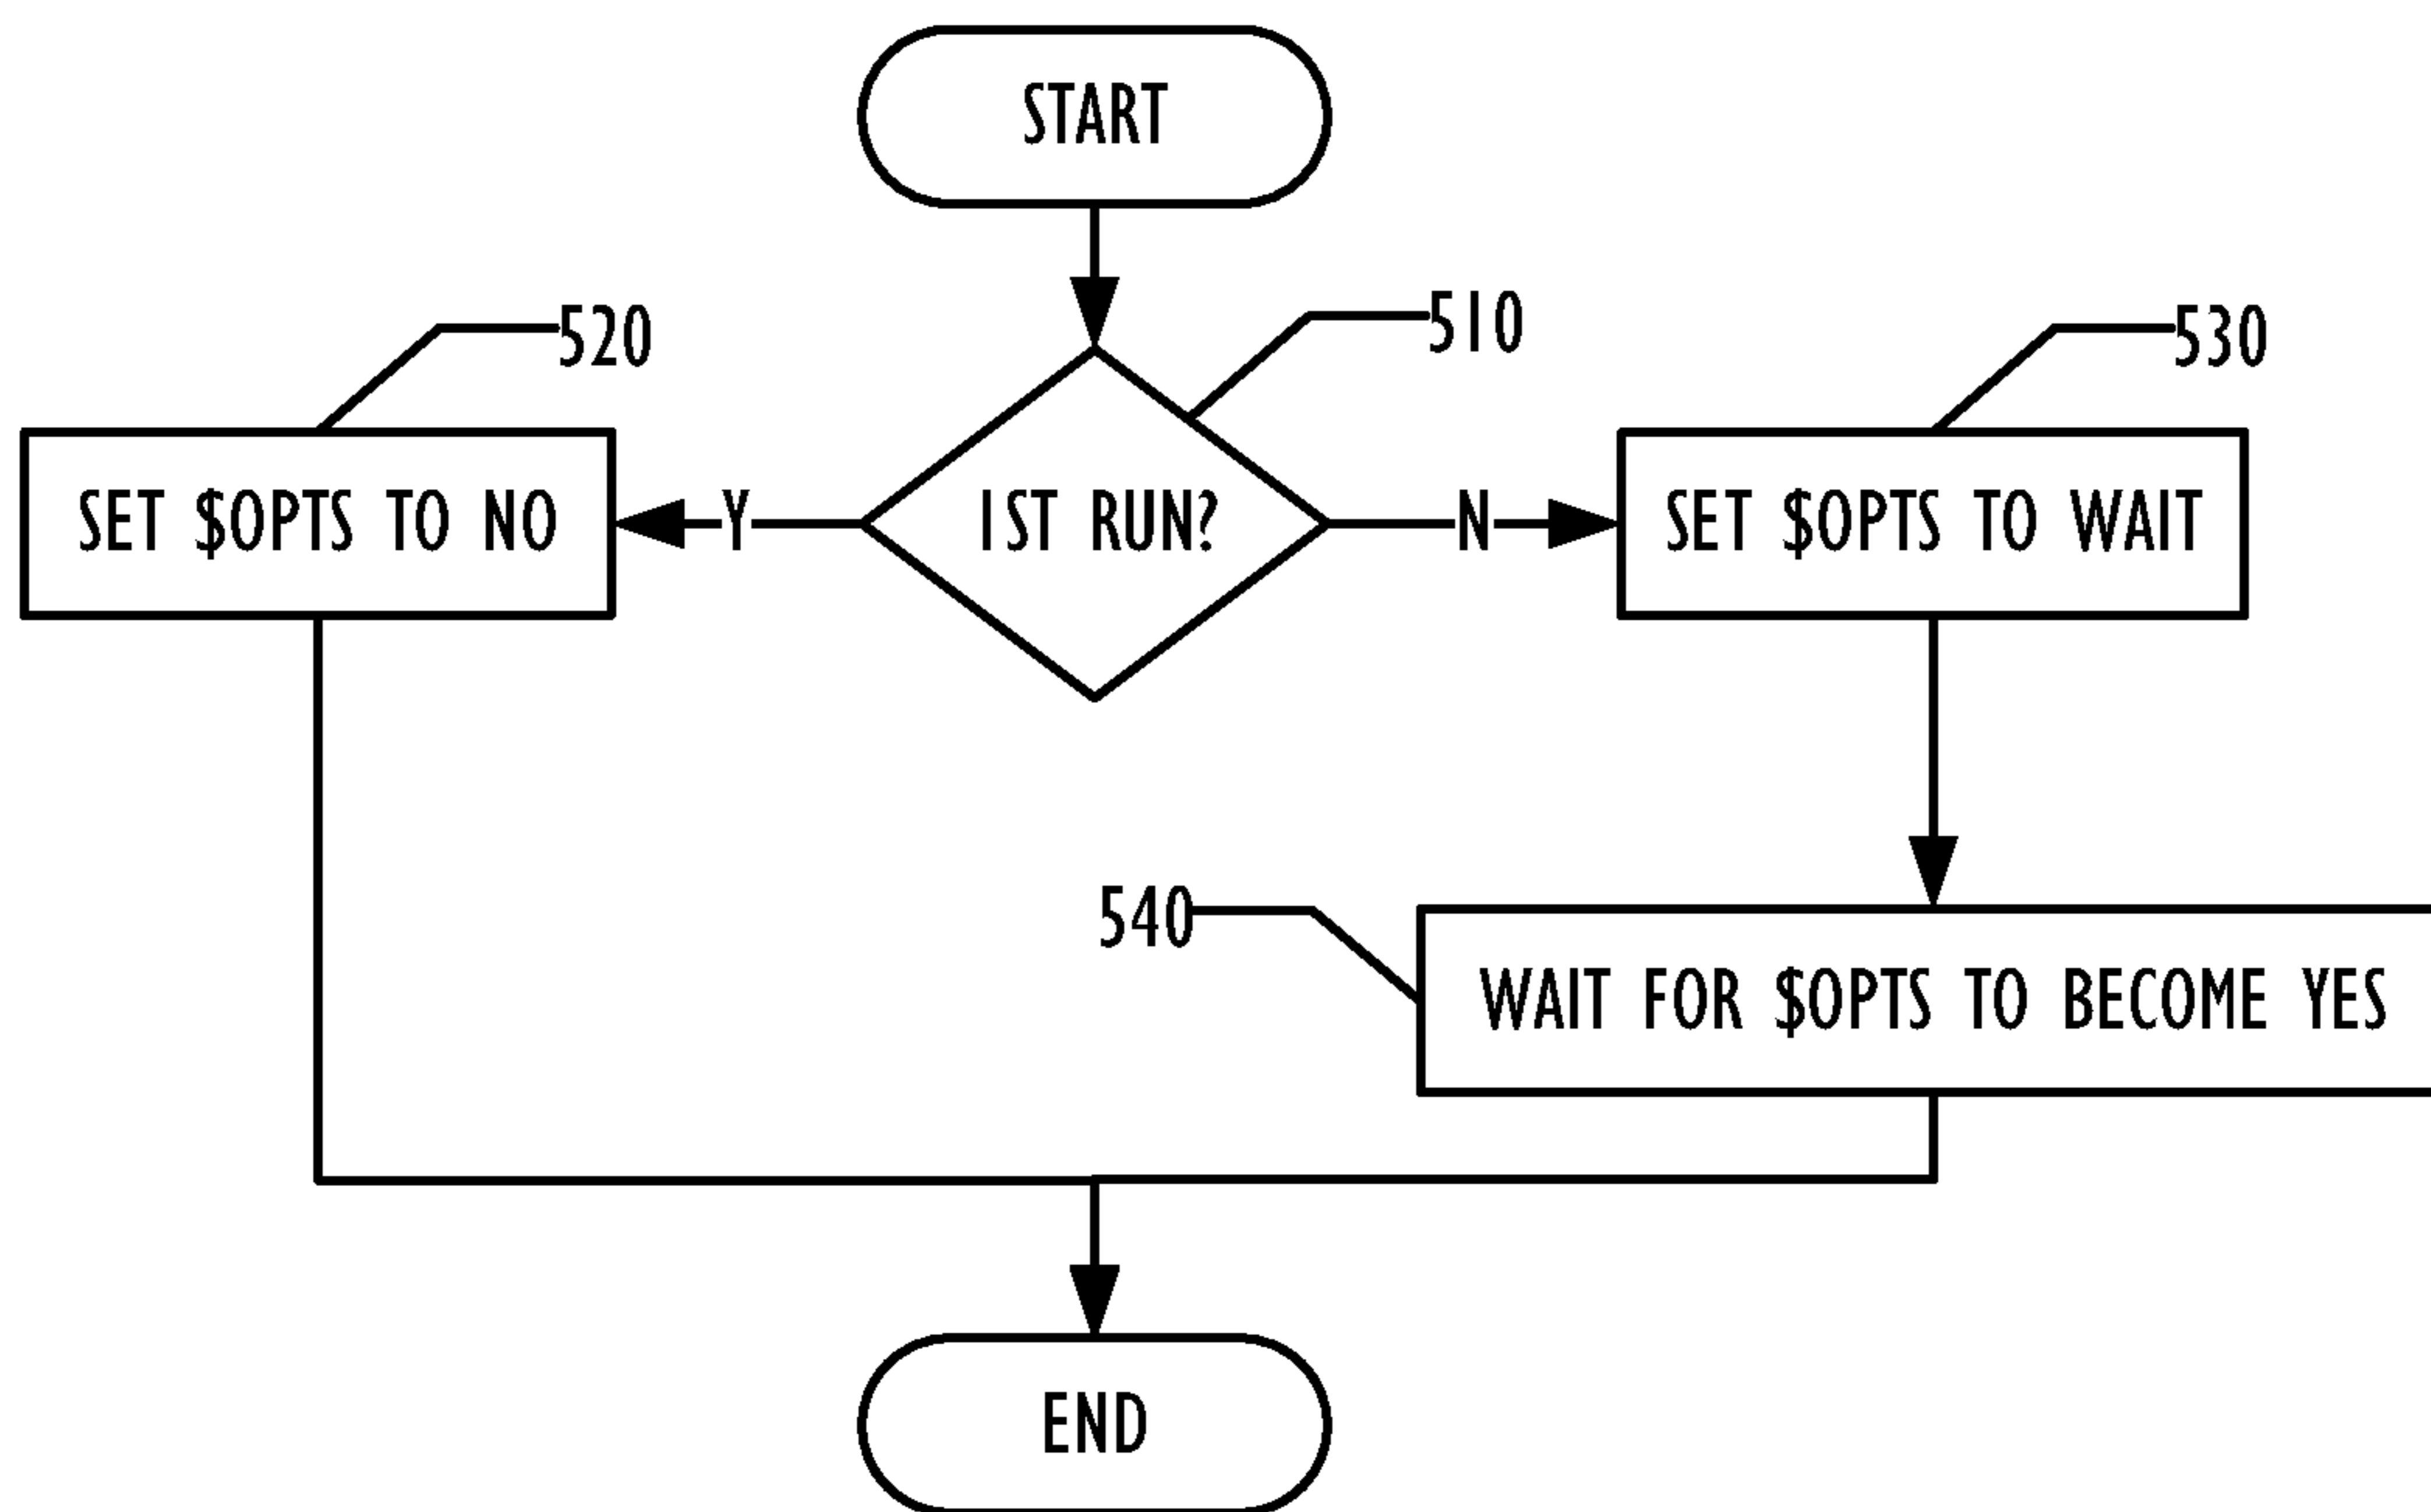 START
520
510
530
SET $OPTS TO NO
Y
1ST RUN?
N
SET $OPTS TO WAIT
540
WAIT FOR $OPTS TO BECOME YES
END